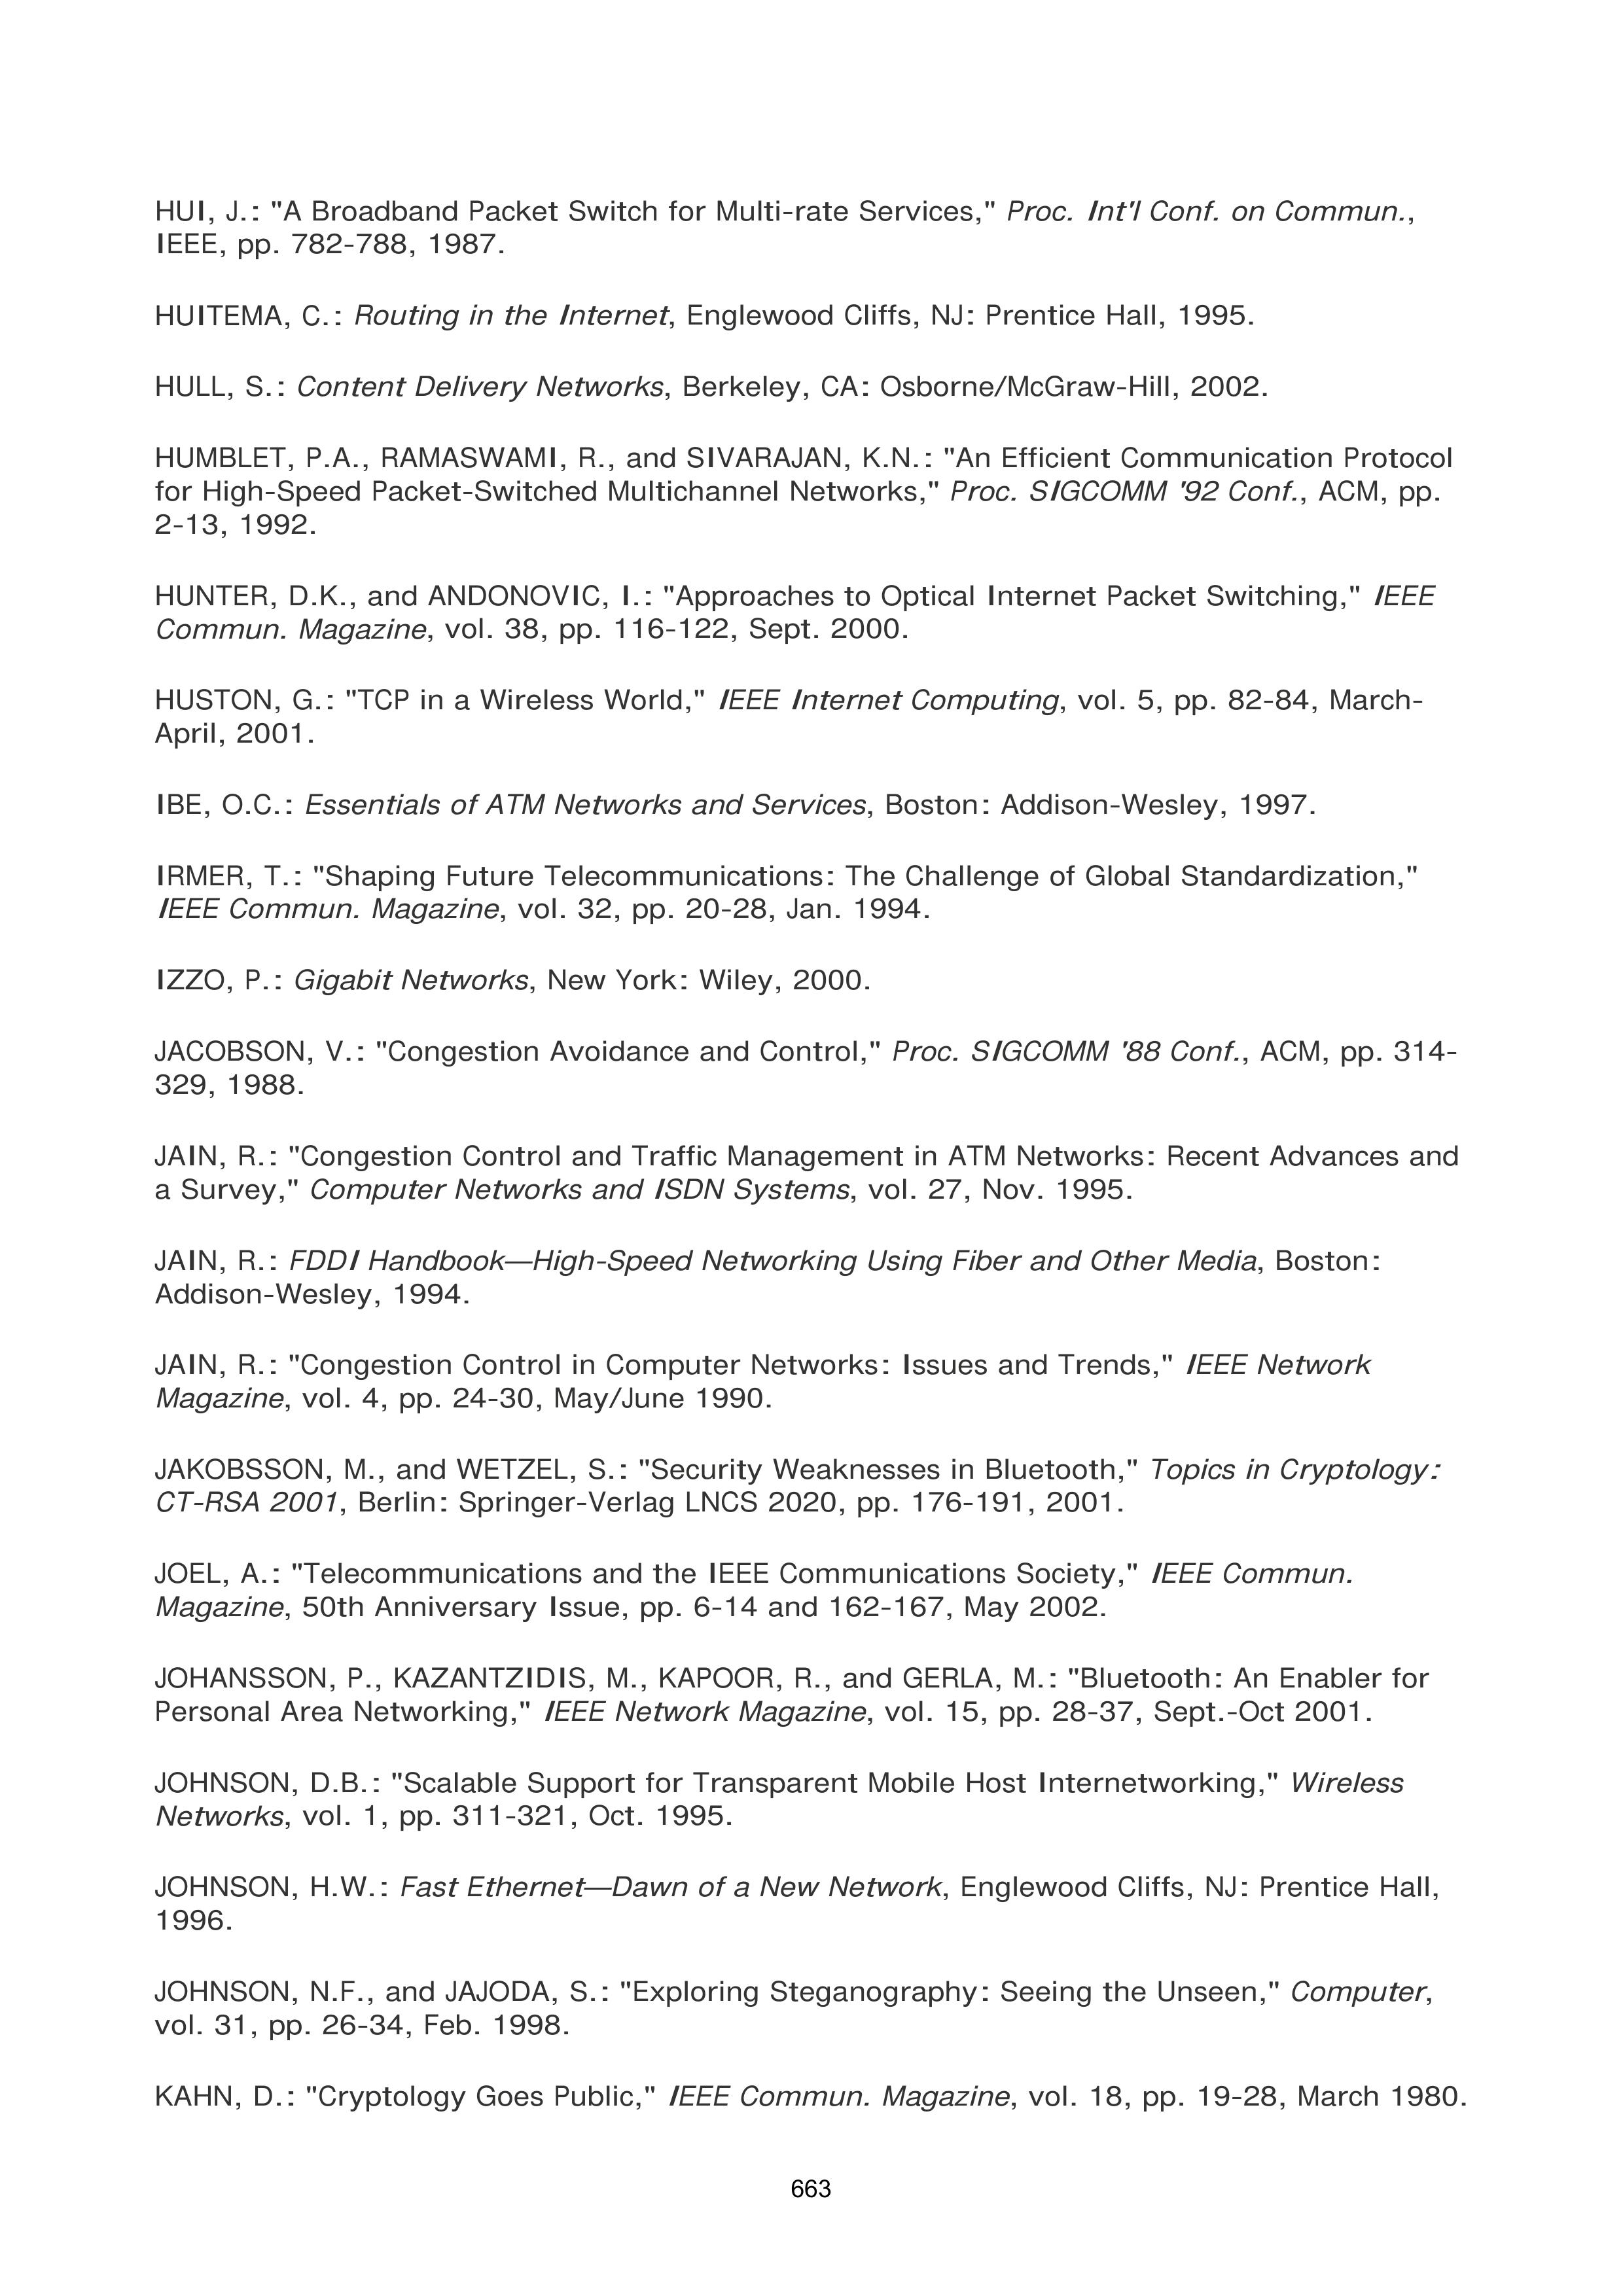 HUI, J.: "A Broadband Packet Switch for Multi-rate Services," Proc. Int'l Conf. on Commun.,
IEEE, pp. 782-788, 1987.
HUITEMA, C.: Routing in the Internet, Englewood Cliffs, NJ: Prentice Hall, 1995.
HULL, S.: Content Delivery Networks, Berkeley, CA: Osborne/McGraw-Hill, 2002.
HUMBLET, P.A., RAMASWAMI, R., and SIVARAJAN, K.N.: "An Efficient Communication Protocol
for High-Speed Packet-Switched Multichannel Networks," Proc. SIGCOMM '92 Conf., ACM, pp.
2-13, 1992.
HUNTER, D.K., and ANDONOVIC, I.: "Approaches to Optical Internet Packet Switching," IEEE
Commun. Magazine, vol. 38, pp. 116-122, Sept. 2000.
HUSTON, G.: "TCP in a Wireless World," IEEE Internet Computing, vol. 5, pp. 82-84, March-
April, 2001.
IBE, O.C.: Essentials of ATM Networks and Services, Boston: Addison-Wesley, 1997.
IRMER, T.: "Shaping Future Telecommunications: The Challenge of Global Standardization,"
IEEE Commun. Magazine, vol. 32, pp. 20-28, Jan. 1994.
IZZO, P.: Gigabit Networks, New York: Wiley, 2000.
JACOBSON, V.: "Congestion Avoidance and Control," Proc. SIGCOMM '88 Conf., ACM, pp. 314-
329, 1988.
JAIN, R.: "Congestion Control and Traffic Management in ATM Networks: Recent Advances and
a Survey," Computer Networks and ISDN Systems, vol. 27, Nov. 1995.
JAIN, R.: FDDI Handbook—High-Speed Networking Using Fiber and Other Media, Boston:
Addison-Wesley, 1994.
JAIN, R.: "Congestion Control in Computer Networks: Issues and Trends," IEEE Network
Magazine, vol. 4, pp. 24-30, May/June 1990.
JAKOBSSON, M., and WETZEL, S.: "Security Weaknesses in Bluetooth," Topics in Cryptology:
CT-RSA 2001, Berlin: Springer-Verlag LNCS 2020, pp. 176-191, 2001.
JOEL, A.: "Telecommunications and the IEEE Communications Society," IEEE Commun.
Magazine, 50th Anniversary Issue, pp. 6-14 and 162-167, May 2002.
JOHANSSON, P., KAZANTZIDIS, M., KAPOOR, R., and GERLA, M.: "Bluetooth: An Enabler for
Personal Area Networking," IEEE Network Magazine, vol. 15, pp. 28-37, Sept.-Oct 2001.
JOHNSON, D.B.: "Scalable Support for Transparent Mobile Host Internetworking," Wireless
Networks, vol. 1, pp. 311-321, Oct. 1995.
JOHNSON, H.W.: Fast Ethernet—Dawn of a New Network, Englewood Cliffs, NJ: Prentice Hall,
1996.
JOHNSON, N.F., and JAJODA, S.: "Exploring Steganography: Seeing the Unseen," Computer,
vol. 31, pp. 26-34, Feb. 1998.
KAHN, D.: "Cryptology Goes Public," IEEE Commun. Magazine, vol. 18, pp. 19-28, March 1980.
663